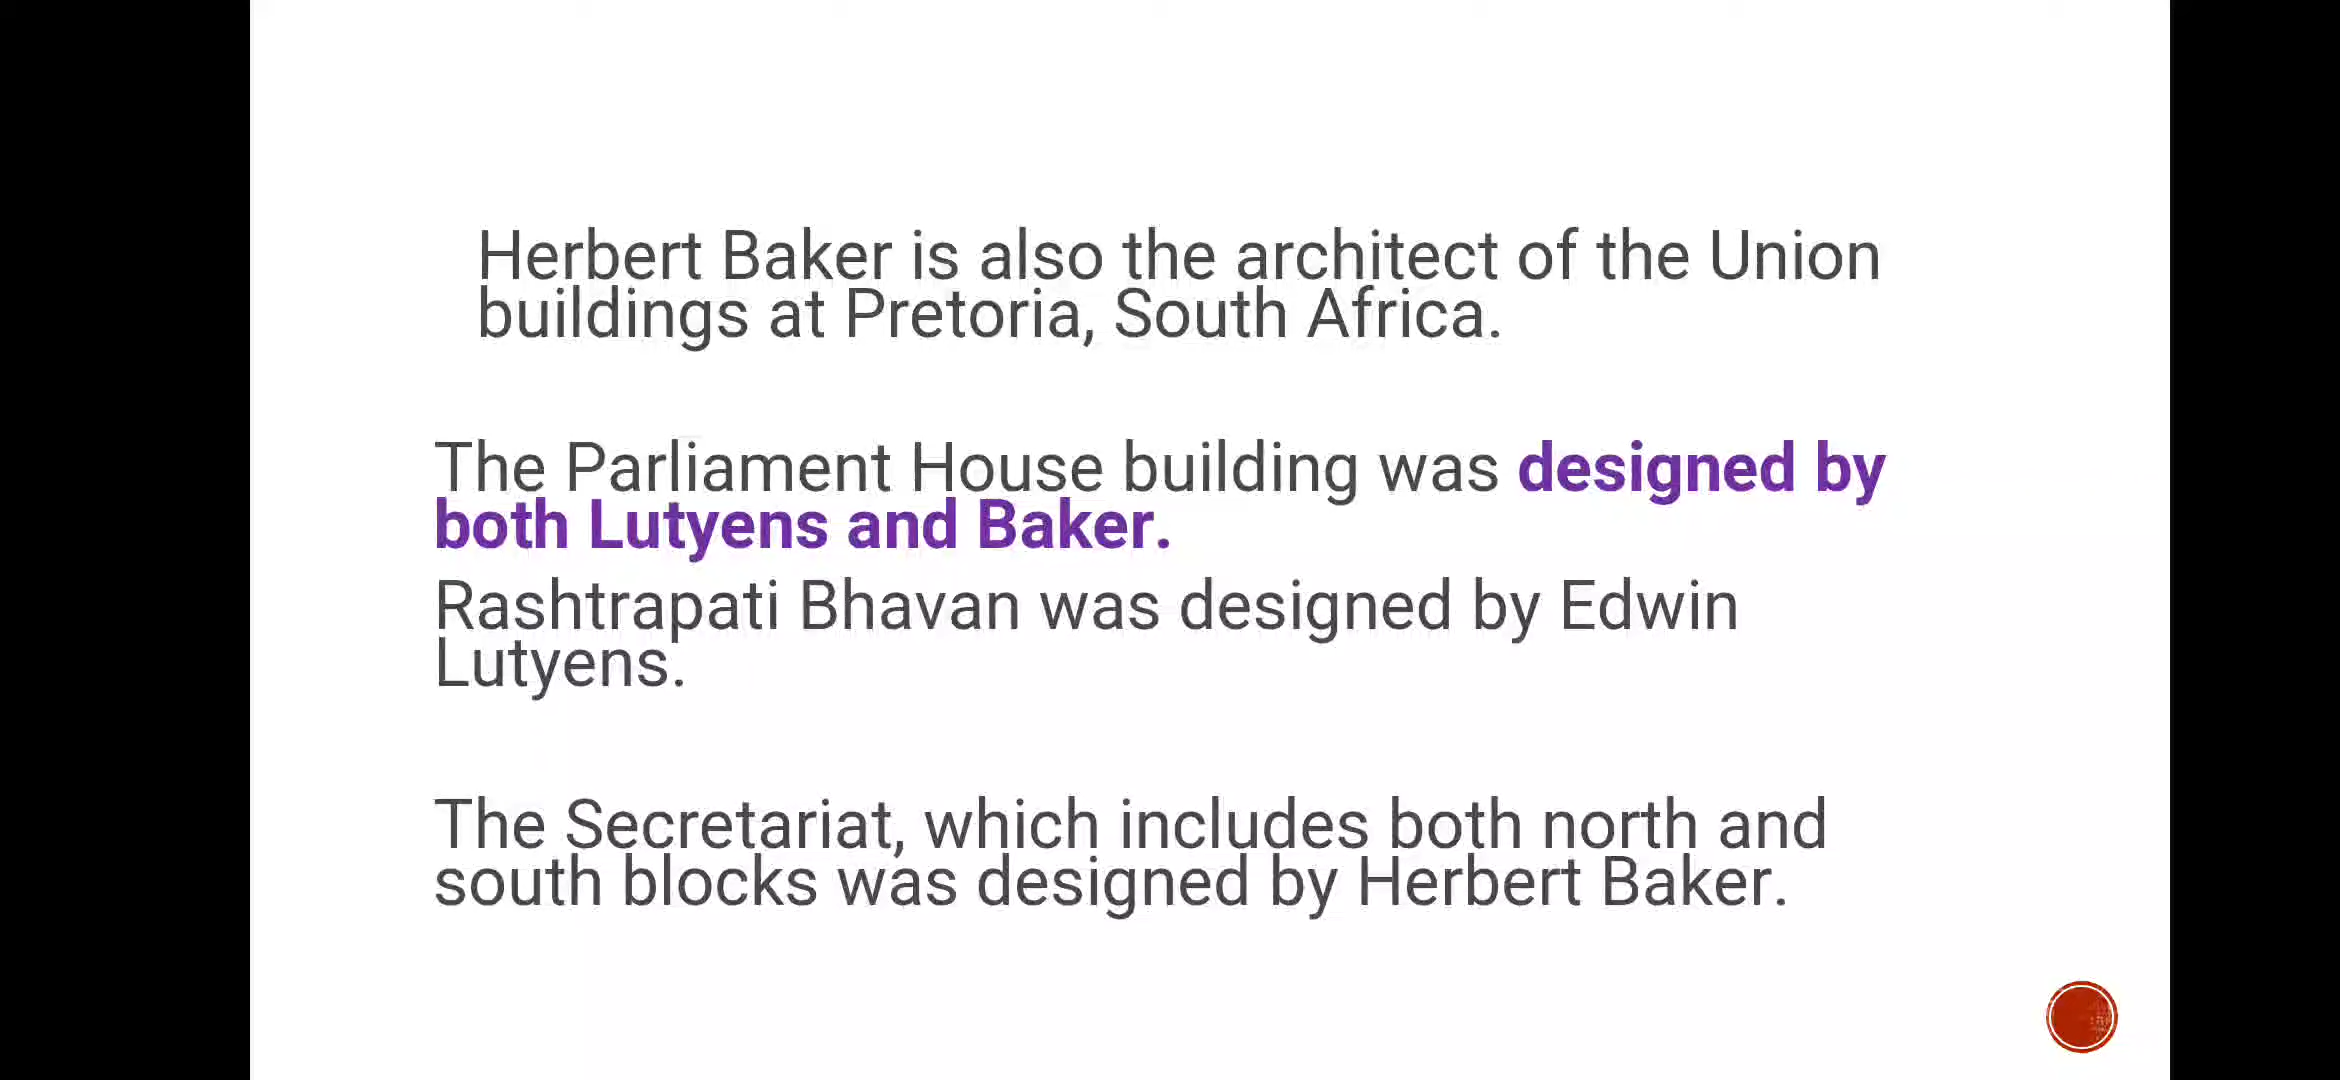 Herbert Baker is also the architect of the Union
buildings at Pretoria, South Africa.
The Parliament House building was designed by
both Lutyens and Baker.
Rashtrapati Bhavan was designed by Edwin
Lutyens.
The Secretariat, which includes both north and
south blocks was designed by Herbert Baker.